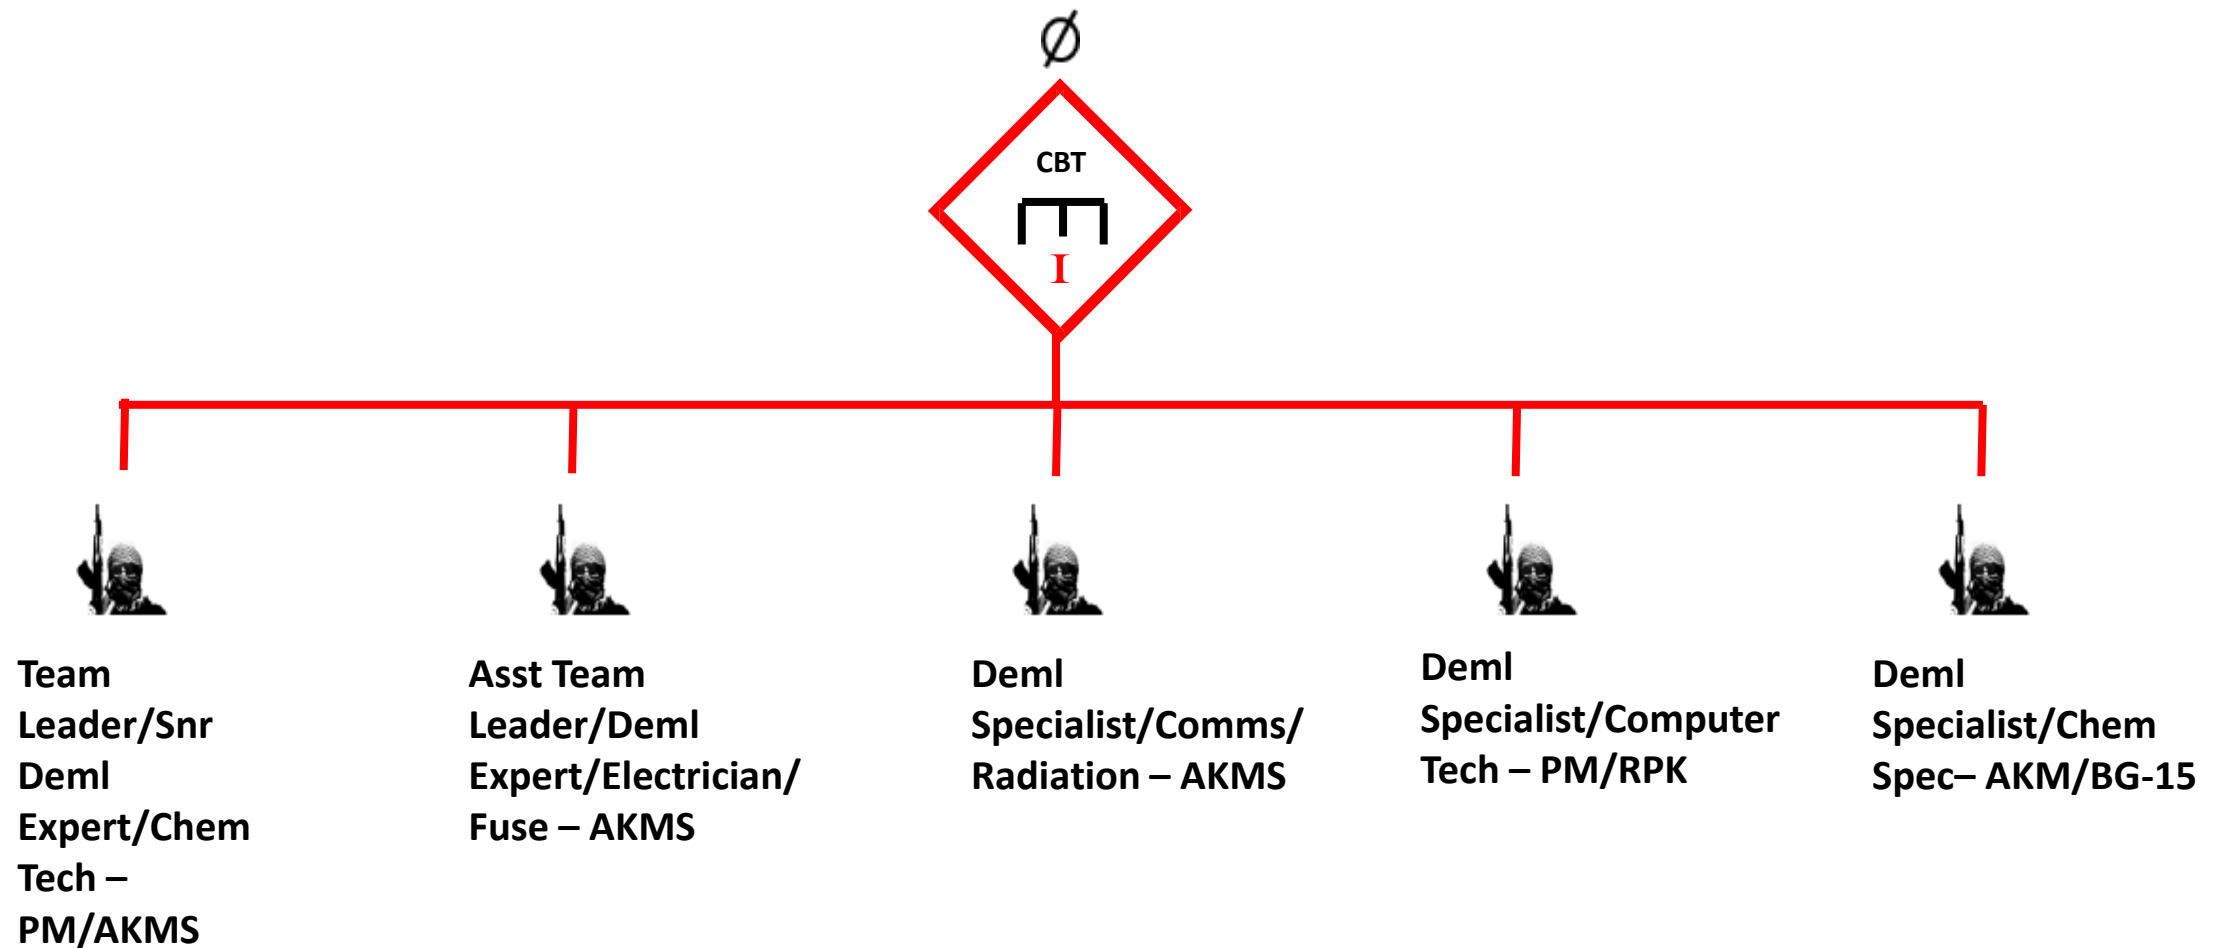 Ø
CBT
I
Team
Leader/Snr
Deml
Expert/Chem
Tech –
PM/AKMS
Asst Team
Leader/Deml
Expert/Electrician/
Fuse – AKMS
Deml
Specialist/Comms/
Radiation – AKMS
Deml
Specialist/Computer
Tech – PM/RPK
Deml
Specialist/Chem
Spec– AKM/BG-15